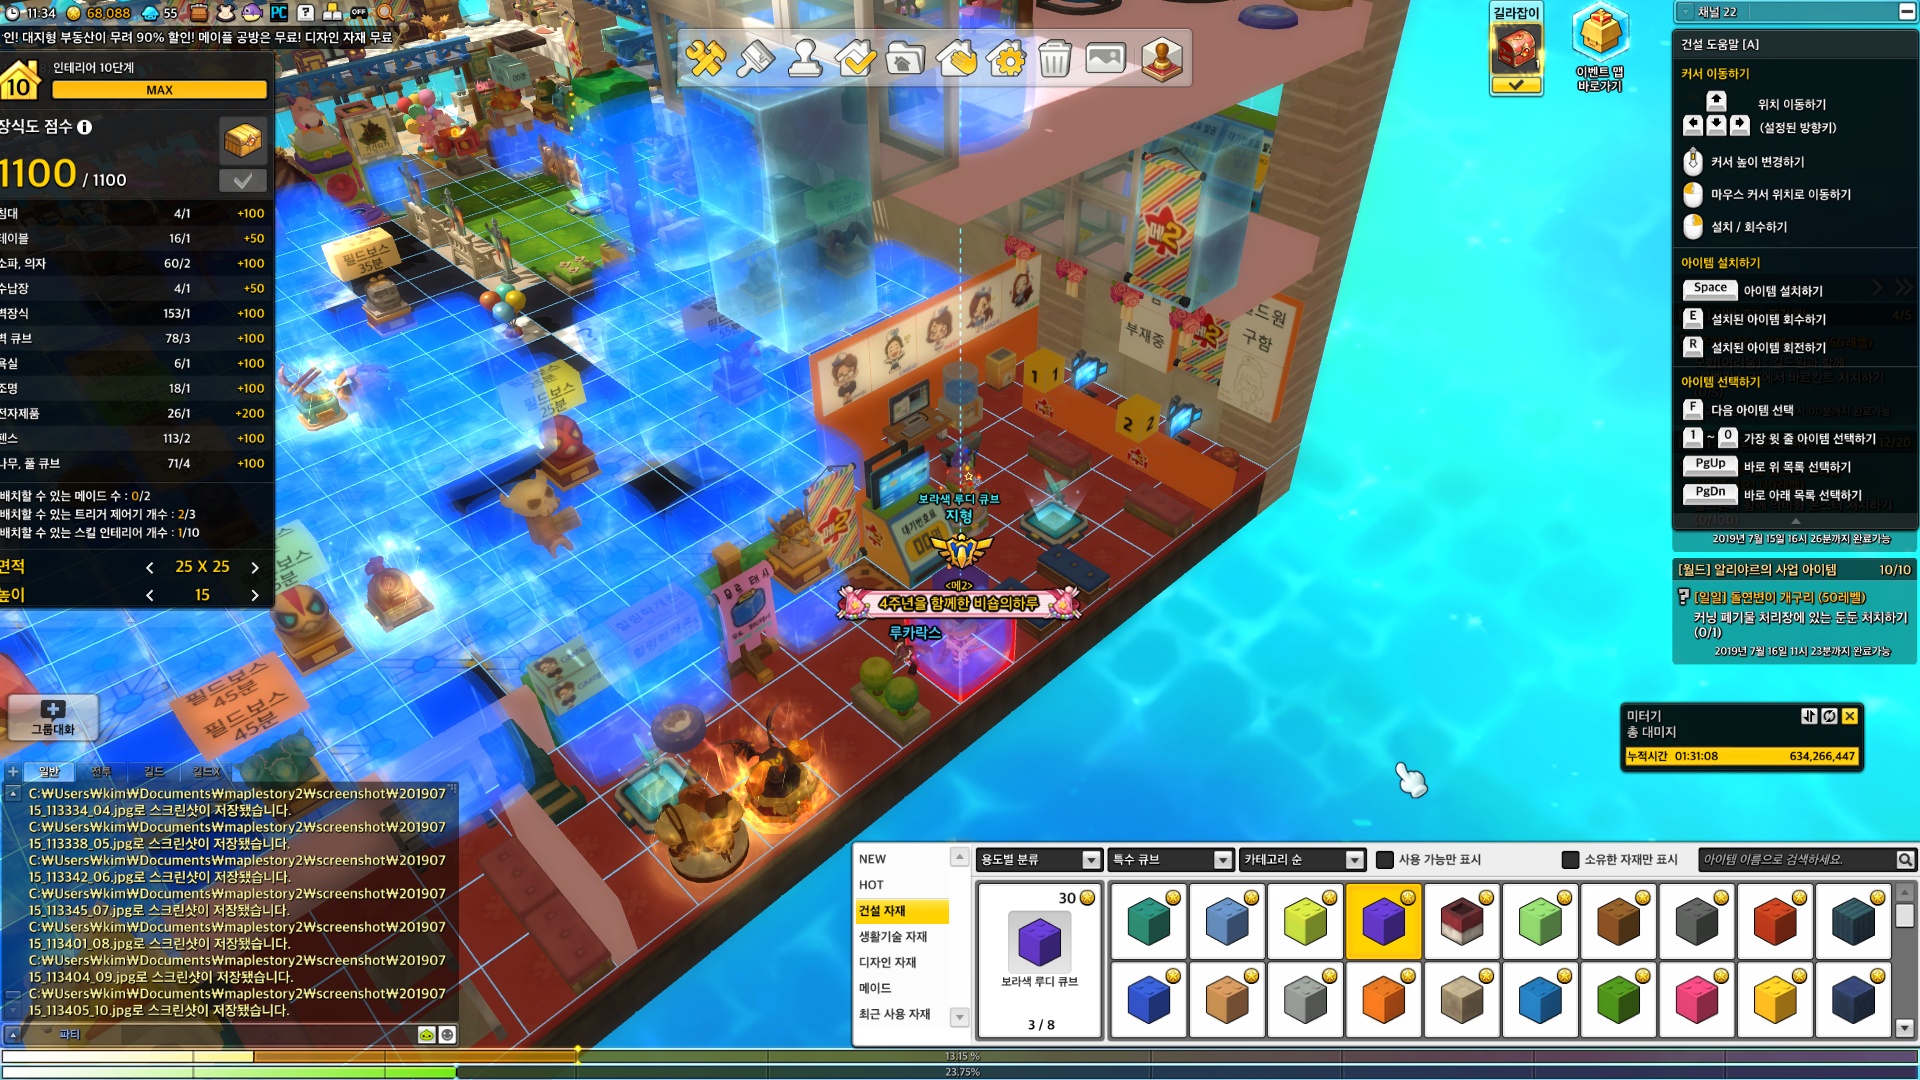 11:34 68,088 55 PC ? OFF
인! 대지형 부동산이 무려 90% 할인! 메이플 공방은 무료! 디자인 자재 무료
10
인테리어 10단계
MAX
장식도 점수
1100 / 1100
침대 4/1 +100
테이블 16/1 +50
소파, 의자 60/2 +100
수납장 4/1 +50
벽장식 153/1 +100
벽 큐브 78/3 +100
욕실 6/1 +100
조명 18/1 +100
전자제품 26/1 +200
펜스 113/2 +100
나무, 풀 큐브 71/4 +100
배치할 수 있는 메이드 수 : 0/2
배치할 수 있는 트리거 제어기 개수 : 2/3
배치할 수 있는 스킬 인테리어 개수 : 1/10
면적 25 X 25
높이 15
필드보스
35분
25분
필드보스
45분
필드보스
45분
메2
부재중
구함
1 1
2 2
대기번호표
보라색 루디 큐브
지형
<메2>
4주년을 함께한 비숍의하루
루카락스
그룹대화
일반 전투 길드
C:₩Users₩kim₩Documents₩maplestory2₩screenshot₩201907
15_113334_04.jpg로 스크린샷이 저장됐습니다.
C:₩Users₩kim₩Documents₩maplestory2₩screenshot₩201907
15_113338_05.jpg로 스크린샷이 저장됐습니다.
C:₩Users₩kim₩Documents₩maplestory2₩screenshot₩201907
15_113342_06.jpg로 스크린샷이 저장됐습니다.
C:₩Users₩kim₩Documents₩maplestory2₩screenshot₩201907
15_113345_07.jpg로 스크린샷이 저장됐습니다.
C:₩Users₩kim₩Documents₩maplestory2₩screenshot₩201907
15_113401_08.jpg로 스크린샷이 저장됐습니다.
C:₩Users₩kim₩Documents₩maplestory2₩screenshot₩201907
15_113404_09.jpg로 스크린샷이 저장됐습니다.
C:₩Users₩kim₩Documents₩maplestory2₩screenshot₩201907
15_113405_10.jpg로 스크린샷이 저장됐습니다.
파티
13.15 %
23.75%
길라잡이
이벤트 맵
바로가기
채널 22
건설 도움말 [A]
커서 이동하기
위치 이동하기
(설정된 방향키)
커서 높이 변경하기
마우스 커서 위치로 이동하기
설치 / 회수하기
아이템 설치하기
Space 아이템 설치하기
E 설치된 아이템 회수하기
R 설치된 아이템 회전하기
아이템 선택하기
F 다음 아이템 선택
1 ~ 0 가장 윗 줄 아이템 선택하기
PgUp 바로 위 목록 선택하기
PgDn 바로 아래 목록 선택하기
2019년 7월 15일 16시 26분까지 완료가능
[월드] 알리야르의 사업 아이템 10/10
[일일] 돌연변이 개구리 (50레벨)
커닝 폐기물 처리장에 있는 둔둔 처치하기
(0/1)
2019년 7월 16일 11시 23분까지 완료가능
미터기
총 대미지
누적시간 01:31:08 634,266,447
NEW
HOT
건설 자재
생활기술 자재
디자인 자재
메이드
최근 사용 자재
용도별 분류 특수 큐브 카테고리 순 사용 가능만 표시 소유한 자재만 표시 아이템 이름으로 검색하세요.
30
보라색 루디 큐브
3 / 8